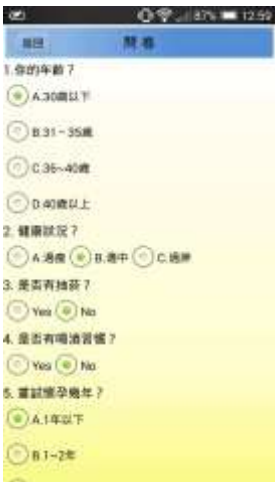 87% 12:50
返回 問卷
1.你的年齡？
A.30歲以下
B.31~35歲
C.36~40歲
D.40歲以上
2. 健康狀況？
A.過瘦 B.適中 C.過胖
3. 是否有抽菸？
Yes No
4. 是否有喝酒習慣？
Yes No
5. 嘗試懷孕幾年？
A.1年以下
B.1~2年